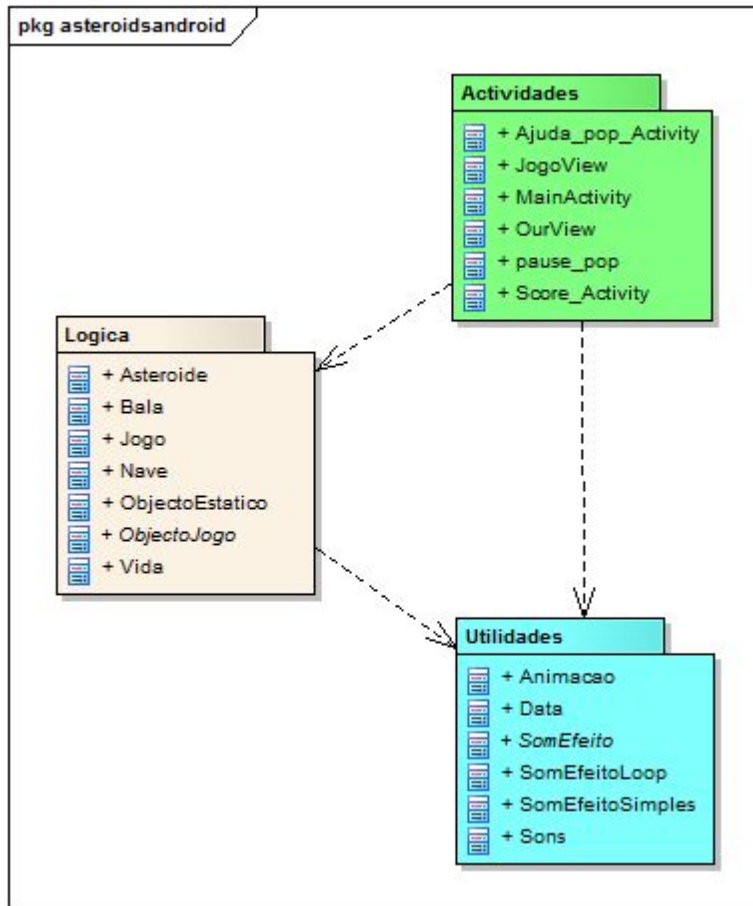 pkg asteroidsandroid
Actividades
+ Ajuda_pop_Activity
+ JogoView
+ MainActivity
+ OurView
+ pause_pop
+ Score_Activity
Logica
+ Asteroide
+ Bala
+ Jogo
+ Nave
+ ObjectoEstatico
+ ObjectoJogo
+ Vida
Utilidades
+ Animacao
+ Data
+ SomEfeito
+ SomEfeitoLoop
+ SomEfeitoSimples
+ Sons